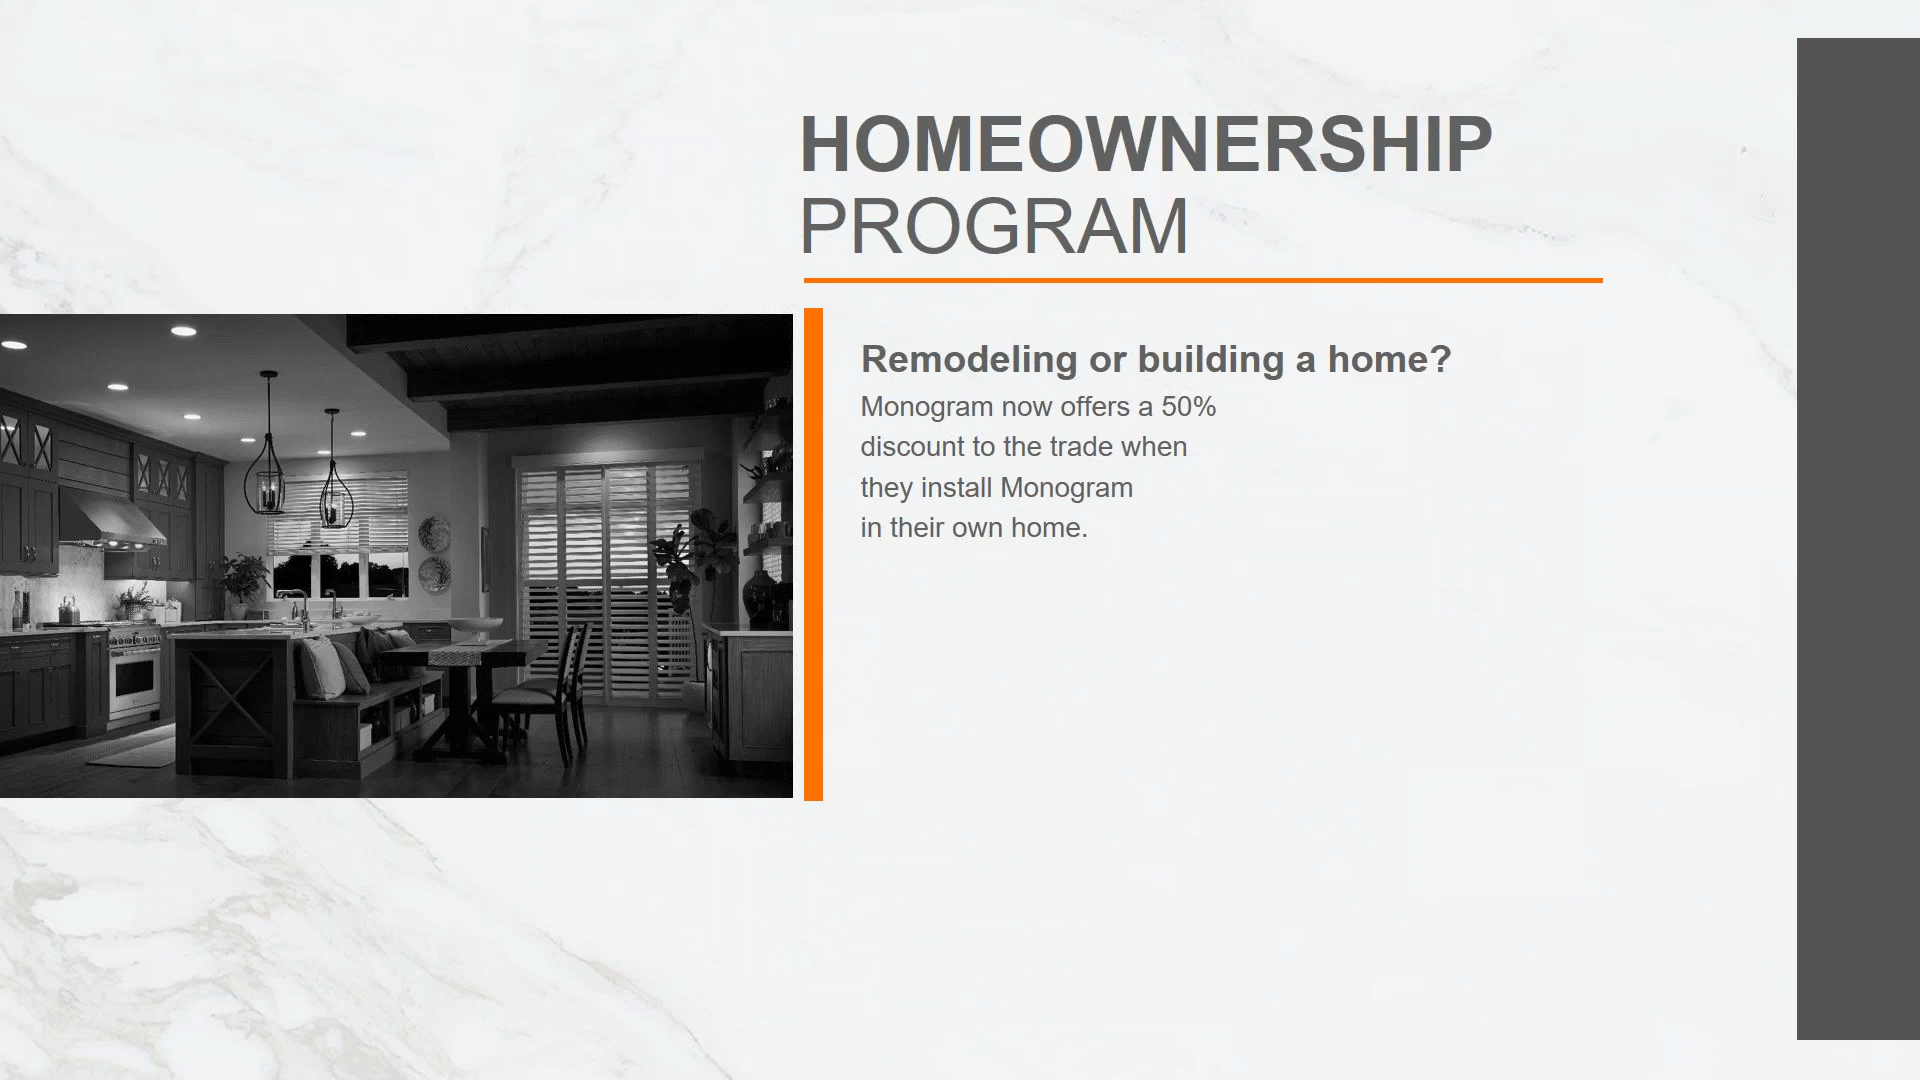 HOMEOWNERSHIP
PROGRAM
Remodeling or building a home?
Monogram now offers a 50%
discount to the trade when
they install Monogram
in their own home.